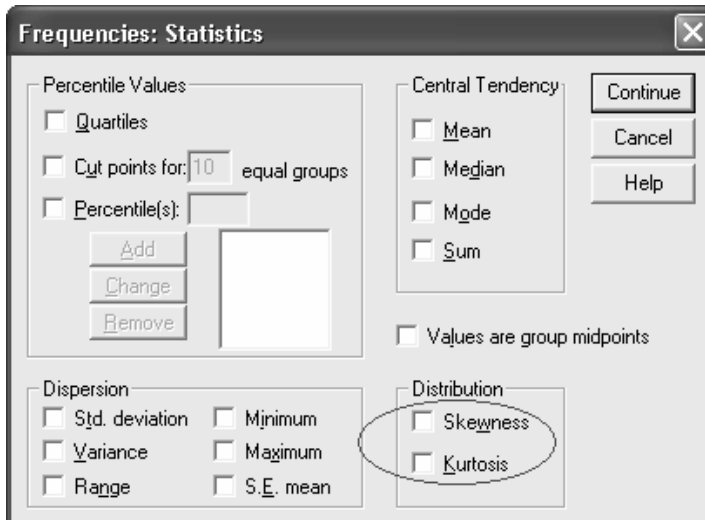 Frequencies: Statistics
Percentile Values
Quartiles
Cut points for: 10 equal groups
Percentile(s):
Add
Change
Remove
Central Tendency
Mean
Median
Mode
Sum
Continue
Cancel
Help
Values are group midpoints
Dispersion
Std. deviation
Minimum
Variance
Maximum
Range
S.E. mean
Distribution
Skewness
Kurtosis